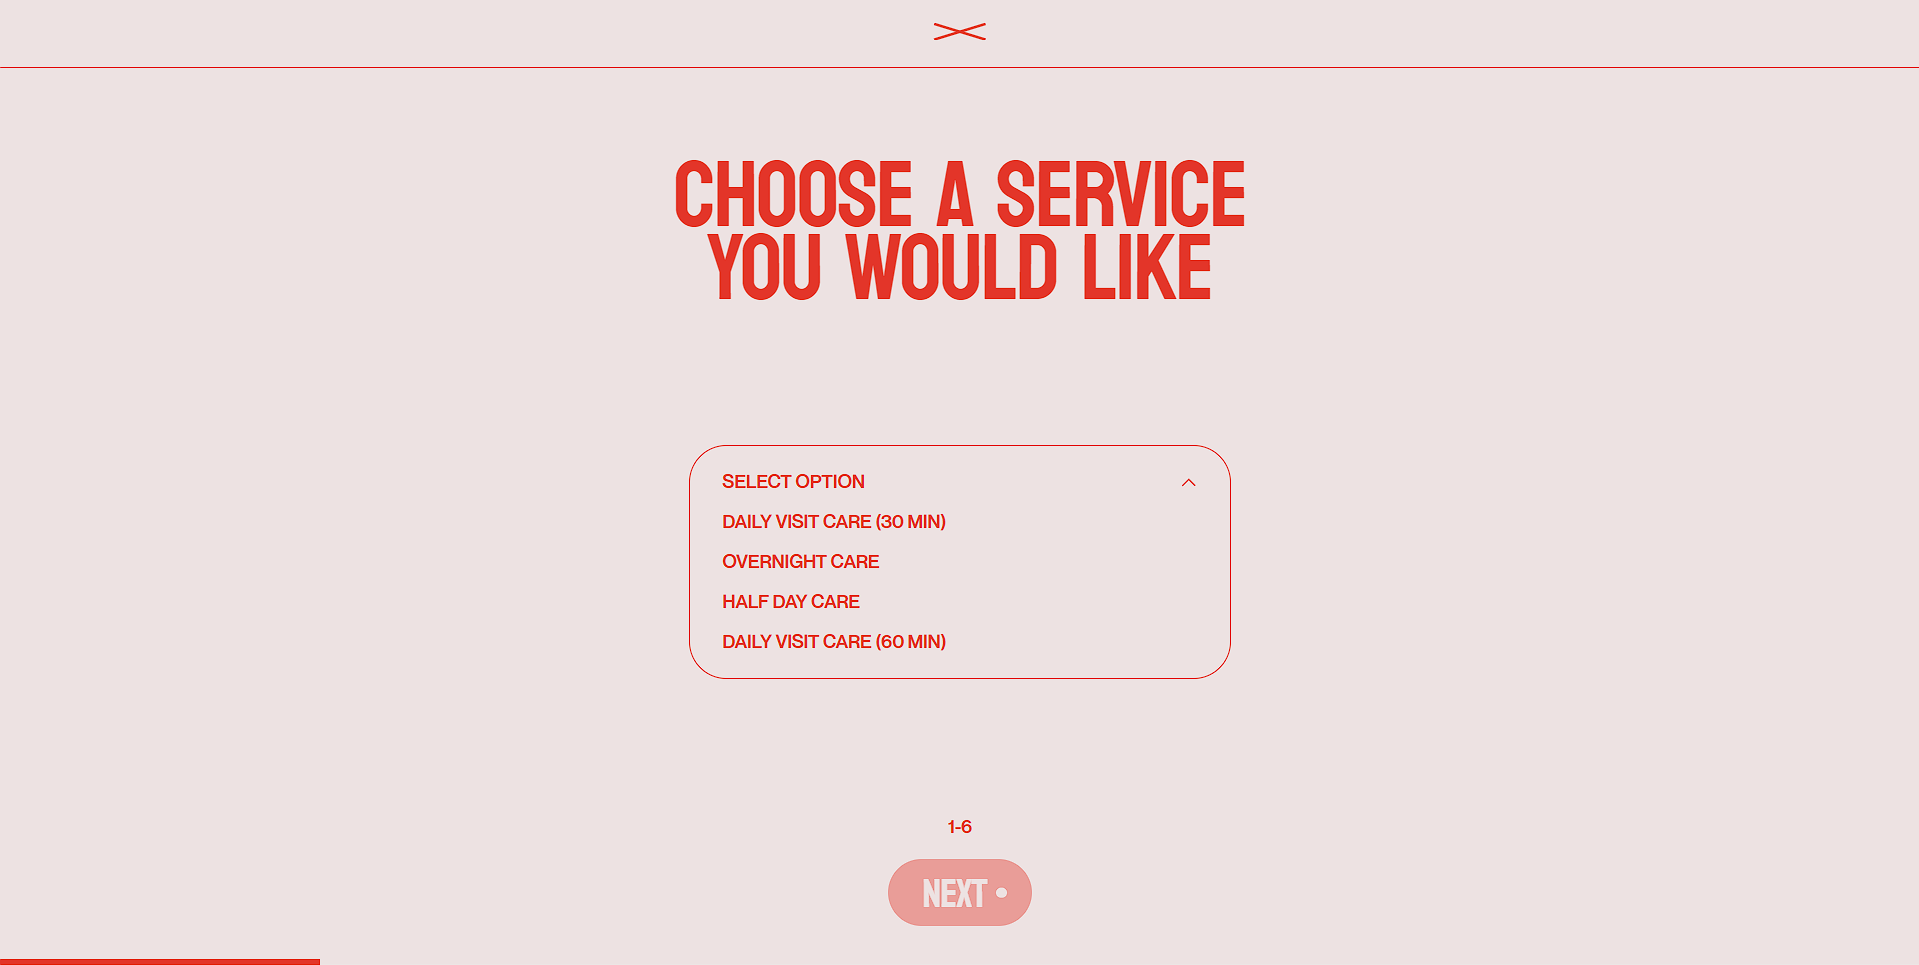 CHOOSE A SERVICE
YOU WOULD LIKE
SELECT OPTION
DAILY VISIT CARE (30 MIN)
OVERNIGHT CARE
HALF DAY CARE
DAILY VISIT CARE (60 MIN)
1-6
NEXT